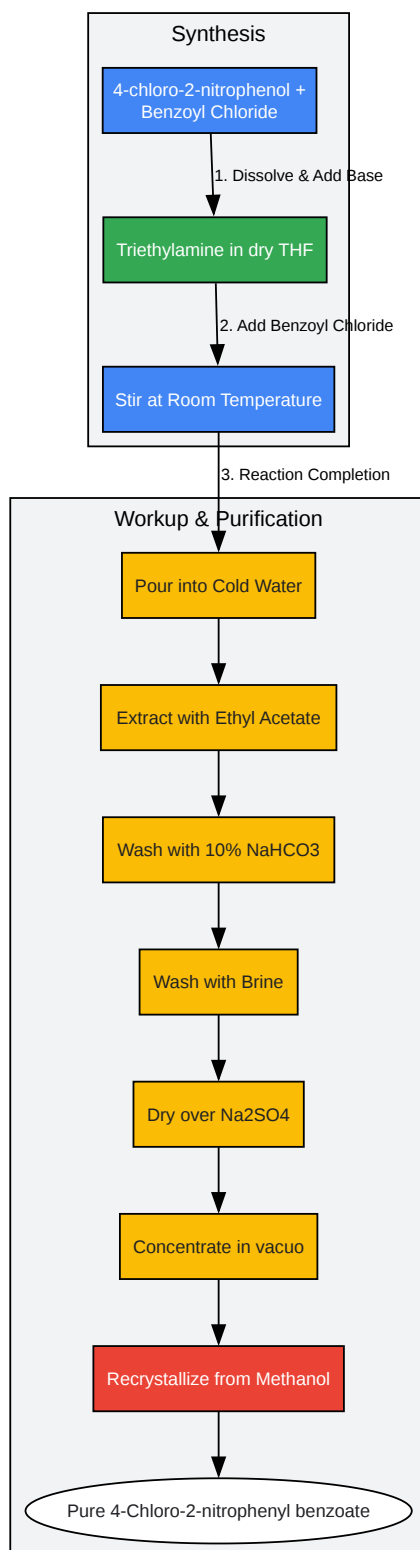 Synthesis
4-chloro-2-nitrophenol +
Benzoyl Chloride
1. Dissolve & Add Base
Triethylamine in dry THF
2. Add Benzoyl Chloride
Stir at Room Temperature
3. Reaction Completion
Workup & Purification
Pour into Cold Water
Extract with Ethyl Acetate
Wash with 10% NaHCO3
Wash with Brine
Dry over Na2SO4
Concentrate in vacuo
Recrystallize from Methanol
Pure 4-Chloro-2-nitrophenyl benzoate